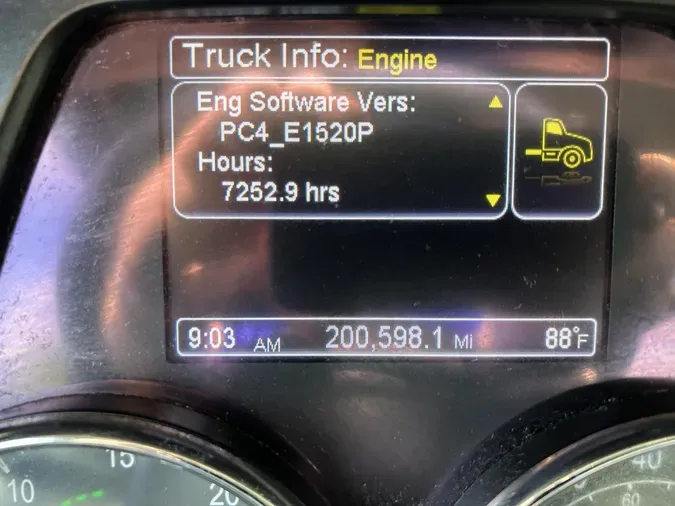 Truck Info: Engine
Eng Software Vers:
PC4_E1520P
Hours:
7252.9 hrs
9:03 AM 200,598.1 Mi 88°F
15
10
20
40
60